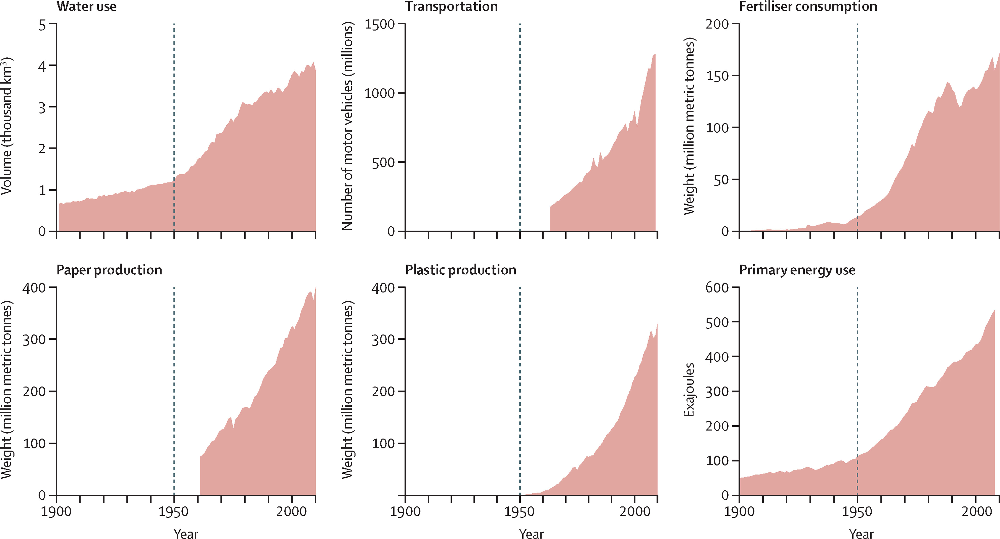 Water use
Volume (thousand km³)
5
4
3
2
1
0
Transportation
Number of motor vehicles (millions)
1500
1000
500
0
Fertiliser consumption
Weight (million metric tonnes)
200
150
100
50
0
Paper production
Weight (million metric tonnes)
400
300
200
100
0
1900 1950 2000
Year
Plastic production
Weight (million metric tonnes)
400
300
200
100
1900 1950 2000
Year
Primary energy use
Exajoules
600
500
400
300
200
100
0
1900 1950 2000
Year